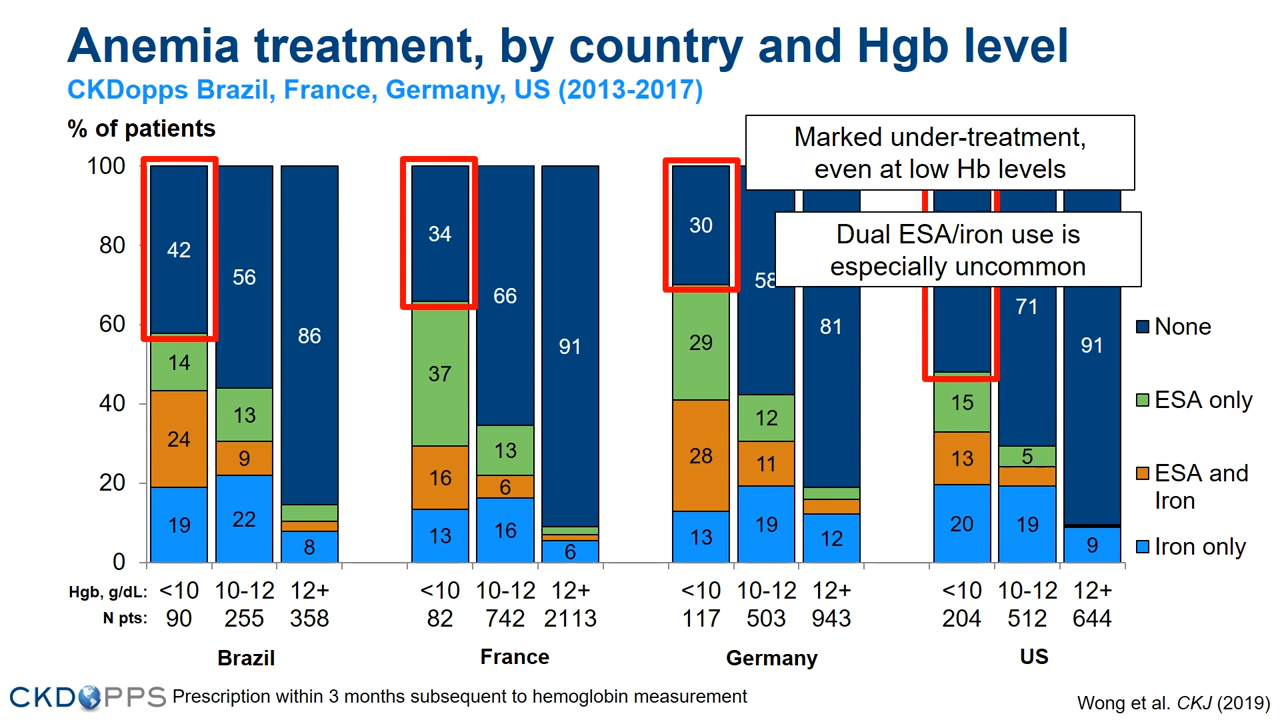 Anemia treatment, by country and Hgb level
CKDopps Brazil, France, Germany, US (2013-2017)
% of patients
Marked under-treatment,
even at low Hb levels
Dual ESA/iron use is
especially uncommon
100
80
60
40
20
0
42
14
24
19
56
13
9
22
86
8
34
37
16
13
66
13
6
16
91
6
30
29
28
13
58
12
11
19
81
12
15
13
20
71
5
19
91
9
None
ESA only
ESA and
Iron
Iron only
Hgb, g/dL: <10 10-12 12+ <10 10-12 12+ <10 10-12 12+ <10 10-12 12+
N pts: 90 255 358 82 742 2113 117 503 943 204 512 644
Brazil France Germany US
CKDOPPS Prescription within 3 months subsequent to hemoglobin measurement
Wong et al. CKJ (2019)